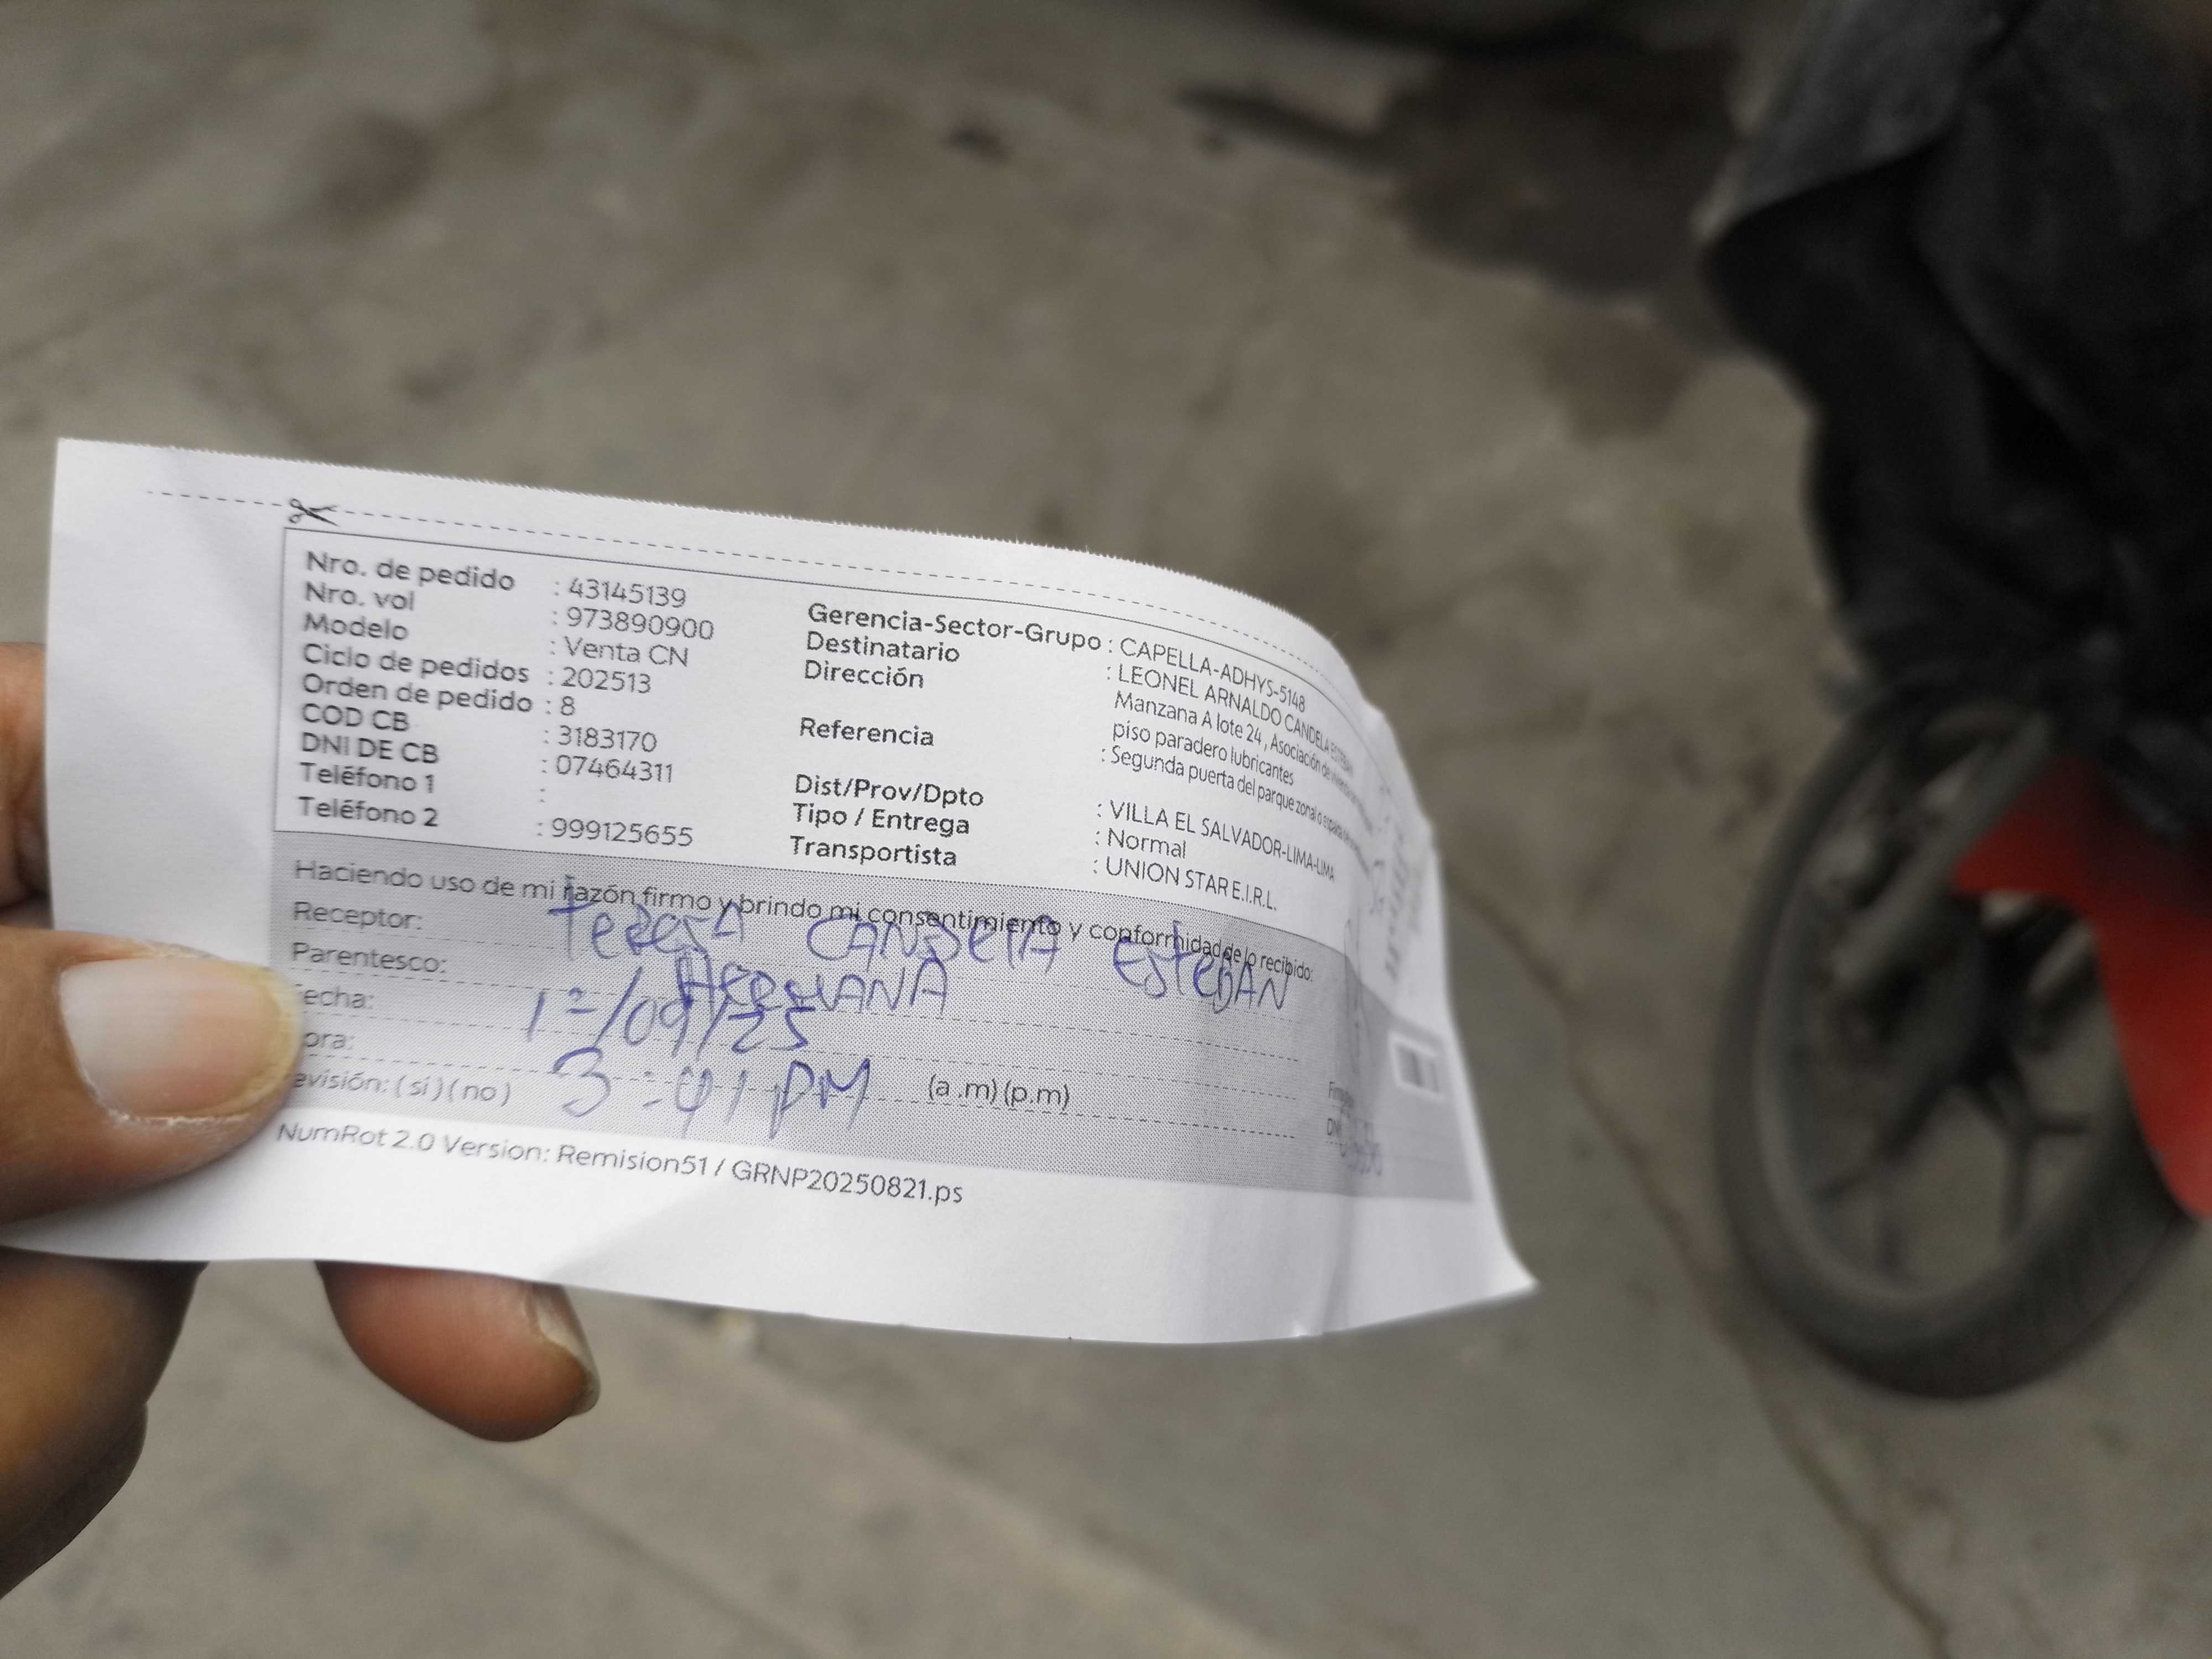 Nro. de pedido : 43145139
Nro. vol : 973890900
Modelo : Venta CN
Ciclo de pedidos : 202513
Orden de pedido : 8
COD CB : 3183170
DNI DE CB : 07464311
Teléfono 1 :
Teléfono 2 : 999125655
Gerencia-Sector-Grupo : CAPELLA-ADHYS-5148
Destinatario : LEONEL ARNALDO CANDELA ESTEBAN
Dirección Manzana A lote 24 , Asociación de
piso paradero lubricantes
Referencia : Segunda puerta del parque zonal o
Dist/Prov/Dpto : VILLA EL SALVADOR-LIMA-LIMA
Tipo / Entrega : Normal
Transportista : UNION STAR E.I.R.L.
Haciendo uso de mi razón firmo y brindo mi consentimiento y conformidad de lo recibido:
Receptor: TERESA CANDELA ESTEBAN
Parentesco: HERMANA
echa: 12/09/25
ora: 3:41 PM (a .m) (p.m)
evisión: ( si ) ( no )
NumRot 2.0 Version: Remision51 / GRNP20250821.ps